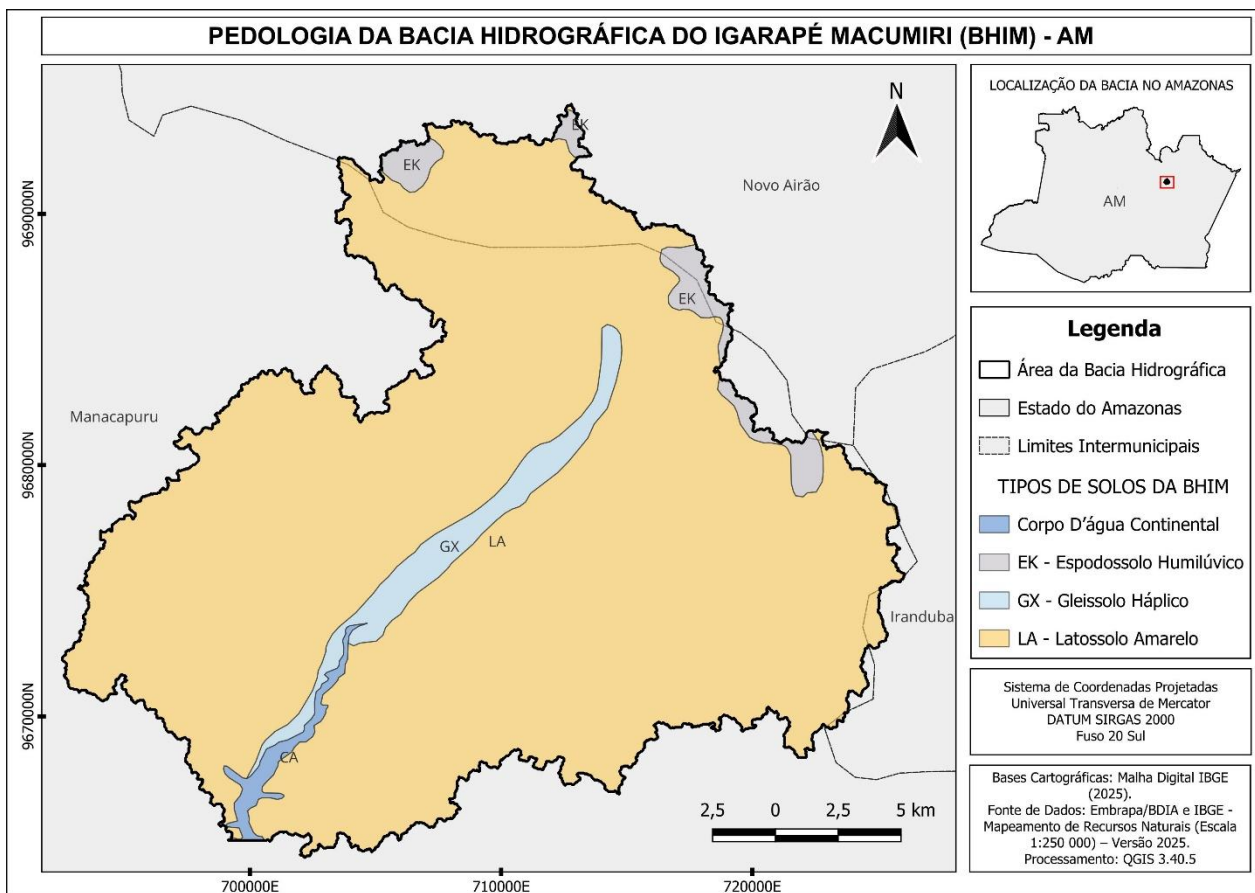 PEDOLOGIA DA BACIA HIDROGRÁFICA DO IGARAPÉ MACUMIRI (BHIM) - AM
N
EK
EK
Novo Airão
EK
Manacapuru
GX
LA
Iranduba
CA
2,5 0 2,5 5 km
9690000N
9680000N
9670000N
700000E
710000E
720000E
LOCALIZAÇÃO DA BACIA NO AMAZONAS
AM
Legenda
Área da Bacia Hidrográfica
Estado do Amazonas
Limites Intermunicipais
TIPOS DE SOLOS DA BHIM
Corpo D'água Continental
EK - Espodossolo Humilúvico
GX - Gleissolo Háplico
LA - Latossolo Amarelo
Sistema de Coordenadas Projetadas
Universal Transversa de Mercator
DATUM SIRGAS 2000
Fuso 20 Sul
Bases Cartográficas: Malha Digital IBGE
(2025).
Fonte de Dados: Embrapa/BDIA e IBGE -
Mapeamento de Recursos Naturais (Escala
1:250 000) – Versão 2025.
Processamento: QGIS 3.40.5